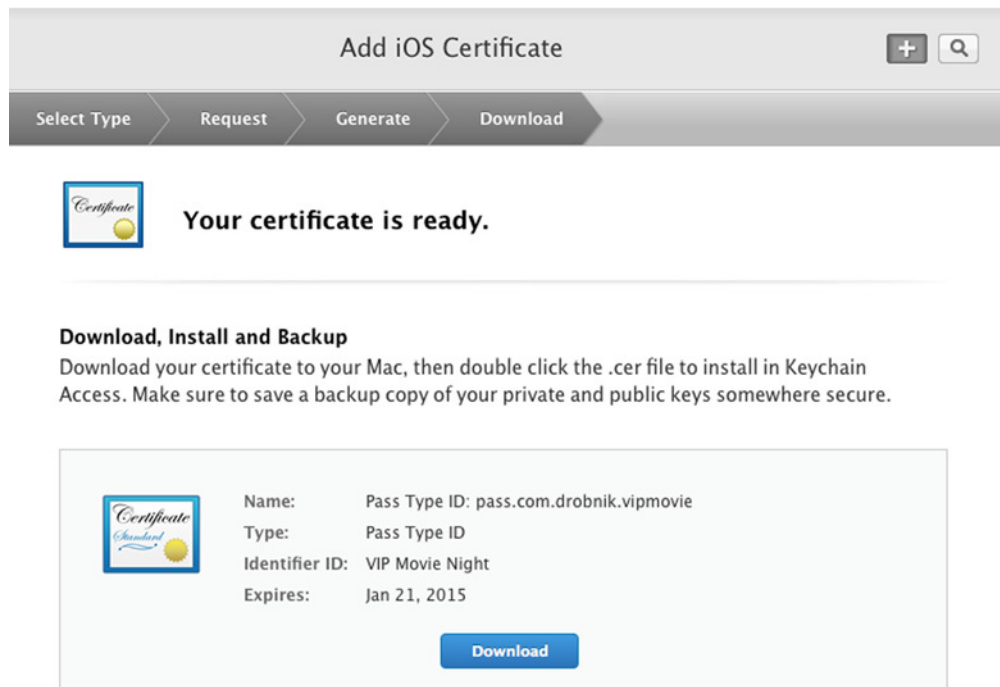 Add iOS Certificate
Select Type
Request
Generate
Download
Certificate
Your certificate is ready.
Download, Install and Backup
Download your certificate to your Mac, then double click the .cer file to install in Keychain
Access. Make sure to save a backup copy of your private and public keys somewhere secure.
Certificate
Standard
Name: Pass Type ID: pass.com.drobnik.vipmovie
Type: Pass Type ID
Identifier ID: VIP Movie Night
Expires: Jan 21, 2015
Download